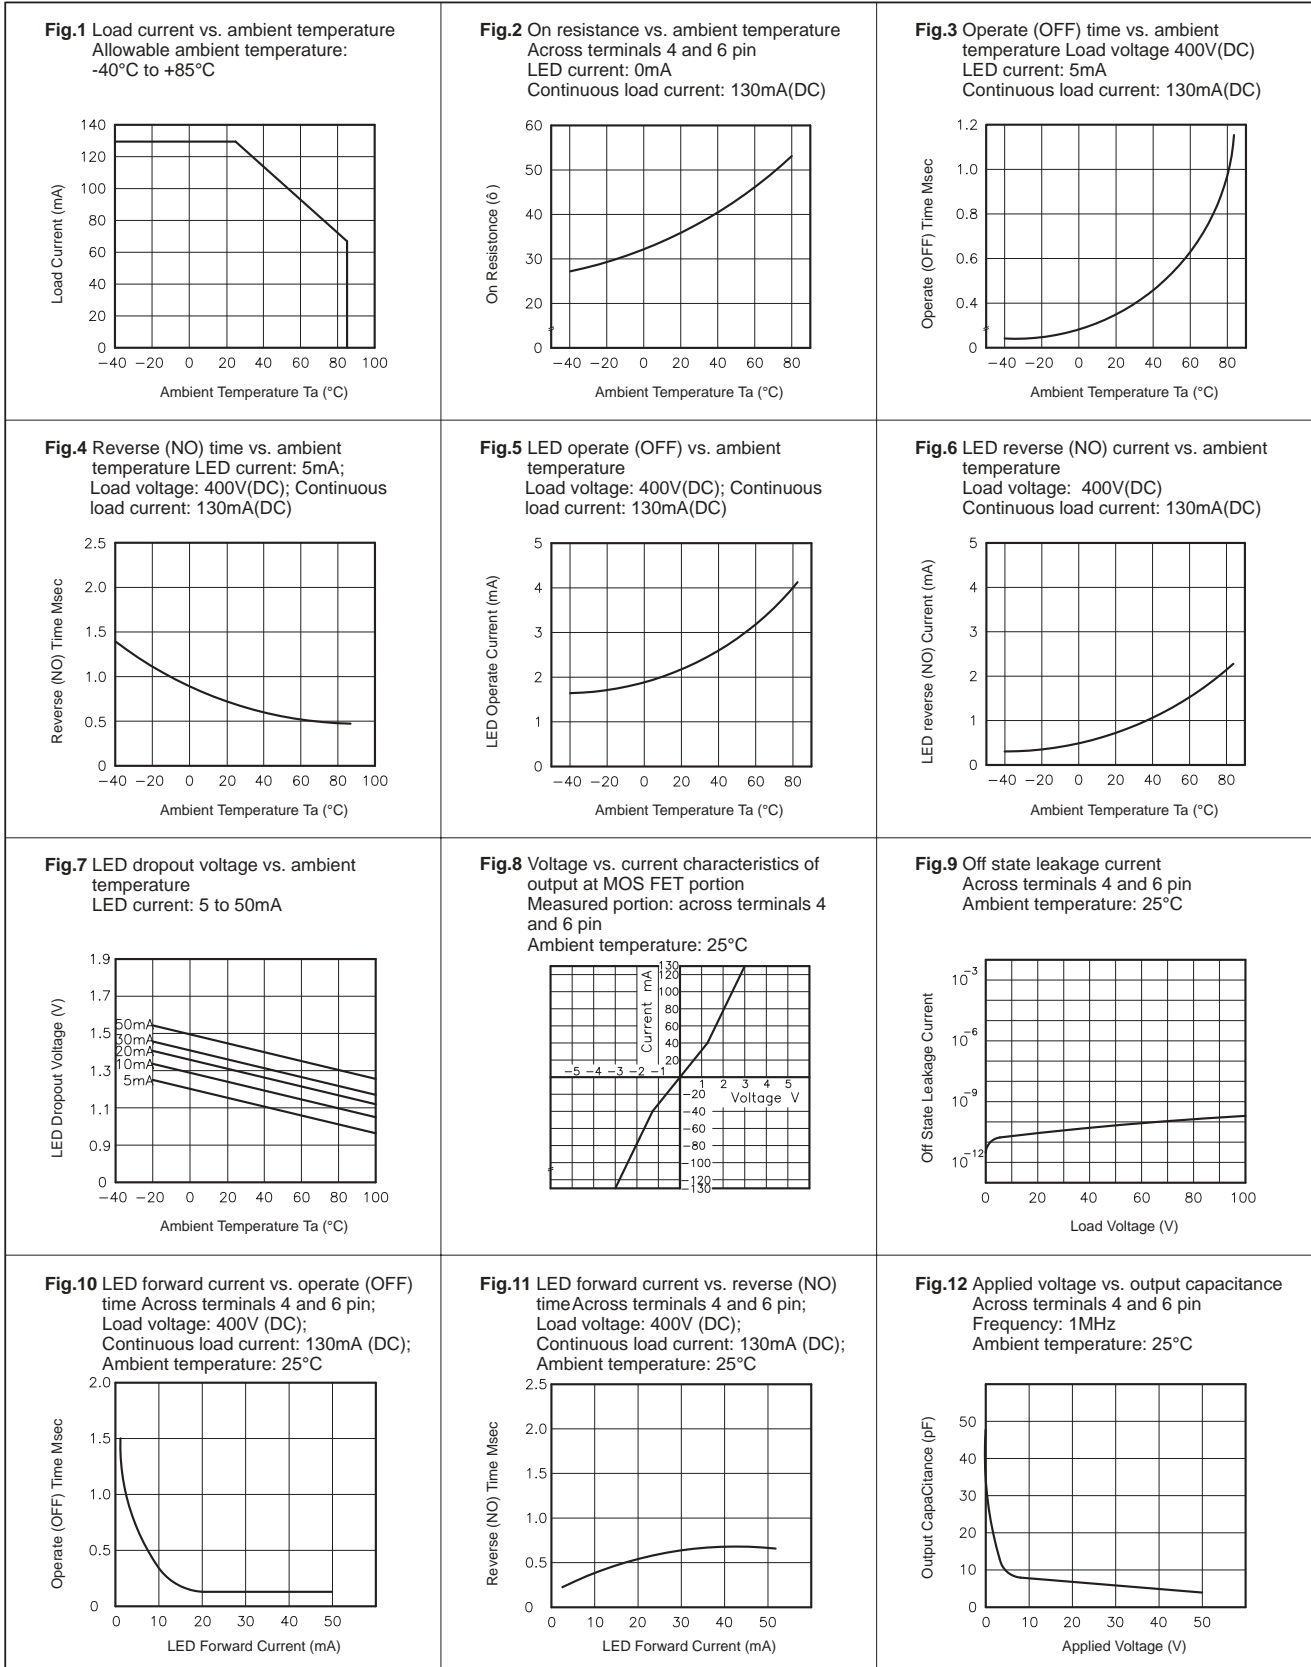 Fig.1 Load current vs. ambient temperature
Allowable ambient temperature:
-40°C to +85°C
140
120
100
80
60
40
20
0
−40 −20 0 20 40 60 80 100
Load Current (mA)
Ambient Temperature Ta (°C)
Fig.2 On resistance vs. ambient temperature
Across terminals 4 and 6 pin
LED current: 0mA
Continuous load current: 130mA(DC)
60
50
40
30
20
0
−40 −20 0 20 40 60 80
On Resistonce (ô )
Ambient Temperature Ta (°C)
Fig.3 Operate (OFF) time vs. ambient
temperature Load voltage 400V(DC)
LED current: 5mA
Continuous load current: 130mA(DC)
1.2
1.0
0.8
0.6
0.4
0
−40 −20 0 20 40 60 80
Operate (OFF) Time Msec
Ambient Temperature Ta (°C)
Fig.4 Reverse (NO) time vs. ambient
temperature LED current: 5mA;
Load voltage: 400V(DC); Continuous
load current: 130mA(DC)
2.5
2.0
1.5
1.0
0.5
0
−40 −20 0 20 40 60 80 100
Reverse (NO) Time Msec
Ambient Temperature Ta (°C)
Fig.5 LED operate (OFF) vs. ambient
temperature
Load voltage: 400V(DC); Continuous
load current: 130mA(DC)
5
4
3
2
1
0
−40 −20 0 20 40 60 80
LED Operate Current (mA)
Ambient Temperature Ta (°C)
Fig.6 LED reverse (NO) current vs. ambient
temperature
Load voltage: 400V(DC)
Continuous load current: 130mA(DC)
5
4
3
2
1
0
−40 −20 0 20 40 60 80
LED reverse (NO) Current (mA)
Ambient Temperature Ta (°C)
Fig.7 LED dropout voltage vs. ambient
temperature
LED current: 5 to 50mA
1.9
1.7
1.5
1.3
1.1
0.9
0
50mA
30mA
20mA
10mA
5mA
−40 −20 0 20 40 60 80 100
LED Dropout Voltage (V)
Ambient Temperature Ta (°C)
Fig.8 Voltage vs. current characteristics of
output at MOS FET portion
Measured portion: across terminals 4
and 6 pin
Ambient temperature: 25°C
130
120
100
80
60
40
20
Current mA
−5 −4 −3 −2 −1
1 2 3 4 5
Voltage V
−20
−40
−60
−80
−100
−120
−130
Fig.9 Off state leakage current
Across terminals 4 and 6 pin
Ambient temperature: 25°C
10−3
10−6
10−9
10−12
0 20 40 60 80 100
Off State Leakage Current
Load Voltage (V)
Fig.10 LED forward current vs. operate (OFF)
time Across terminals 4 and 6 pin;
Load voltage: 400V (DC);
Continuous load current: 130mA (DC);
Ambient temperature: 25°C
2.0
1.5
1.0
0.5
0
0 10 20 30 40 50
Operate (OFF) Time Msec
LED Forward Current (mA)
Fig.11 LED forward current vs. reverse (NO)
timeAcross terminals 4 and 6 pin;
Load voltage: 400V (DC);
Continuous load current: 130mA (DC);
Ambient temperature: 25°C
2.5
2.0
1.5
1.0
0.5
0
0 10 20 30 40 50
Reverse (NO) Time Msec
LED Forward Current (mA)
Fig.12 Applied voltage vs. output capacitance
Across terminals 4 and 6 pin
Frequency: 1MHz
Ambient temperature: 25°C
50
40
30
20
10
0
0 10 20 30 40 50
Output CapaCitance (pF)
Applied Voltage (V)